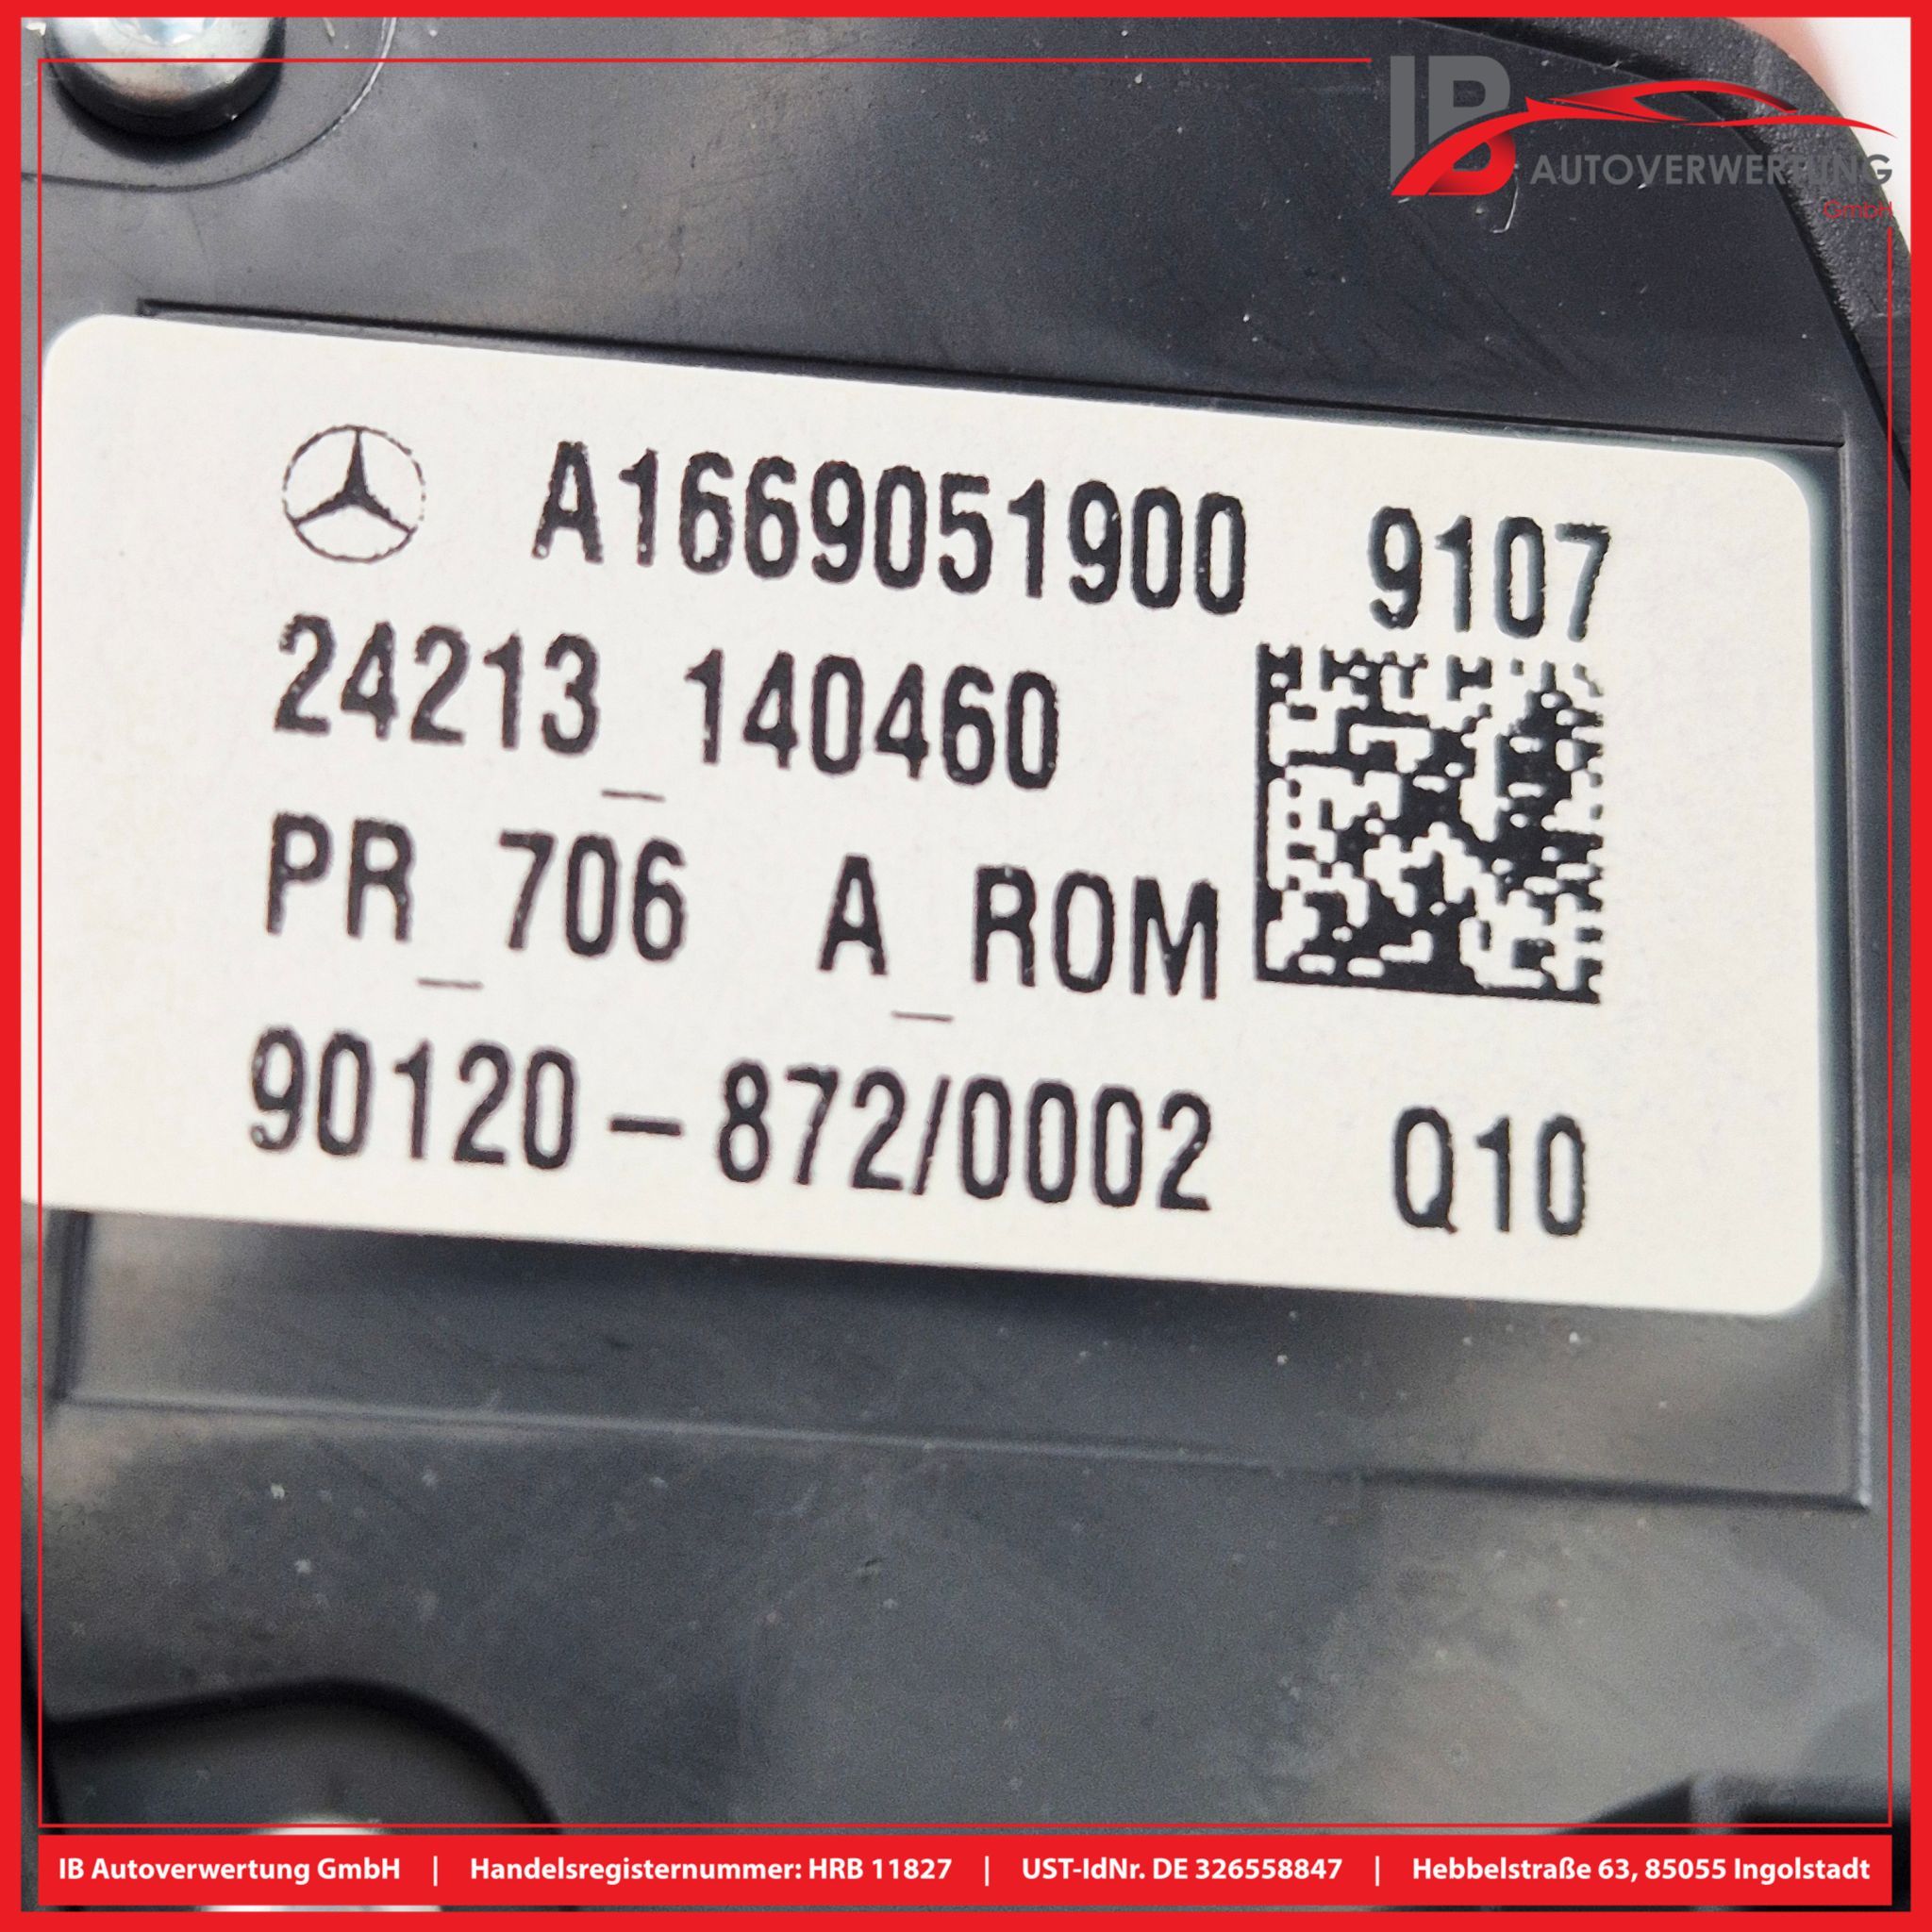 IB
AUTOVERWERTUNG
GmbH
A1669051900 9107
24213_140460
PR_706 A_ROM
90120-872/0002 Q10
IB Autoverwertung GmbH | Handelsregisternummer: HRB 11827 | UST-IdNr. DE 326558847 | Hebbelstraße 63, 85055 Ingolstadt